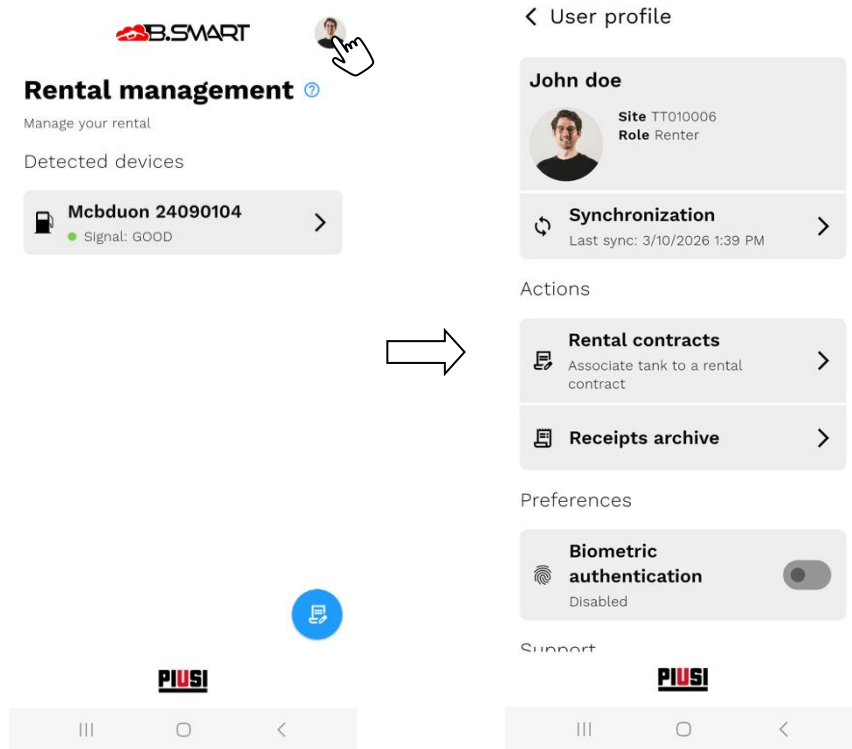 B.SMART
Rental management
Manage your rental
Detected devices
Mcbduon 24090104
Signal: GOOD
PIUSI
User profile
John doe
Site TT010006
Role Renter
Synchronization
Last sync: 3/10/2026 1:39 PM
Actions
Rental contracts
Associate tank to a rental
contract
Receipts archive
Preferences
Biometric
authentication
Disabled
Support
PIUSI